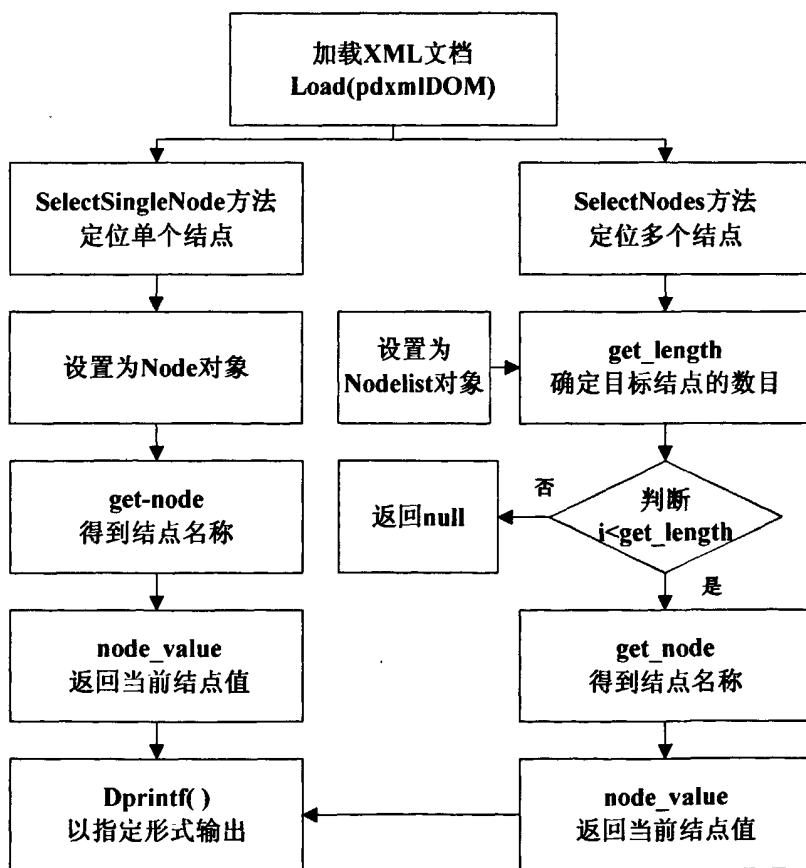 加载XML文档
Load(pdxmlDOM)
SelectSingleNode方法
定位单个结点
SelectNodes方法
定位多个结点
设置为Node对象
设置为
Nodelist对象
get_length
确定目标结点的数目
get-node
得到结点名称
返回null
否
判断
i<get_length
是
node_value
返回当前结点值
get_node
得到结点名称
Dprintf( )
以指定形式输出
node_value
返回当前结点值